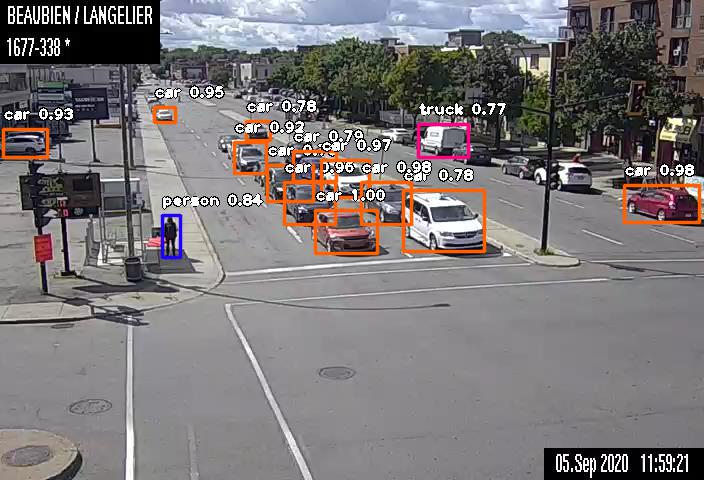 BEAUBIEN / LANGELIER
1677-338 *
car 0.95
car 0.78
truck 0.77
car 0.93
car 0.92
car 0.79
car 0.97
car 0.96
car 0.98
car 0.78
car 0.98
person 0.84
car 1.00
05.Sep 2020 11:59:21